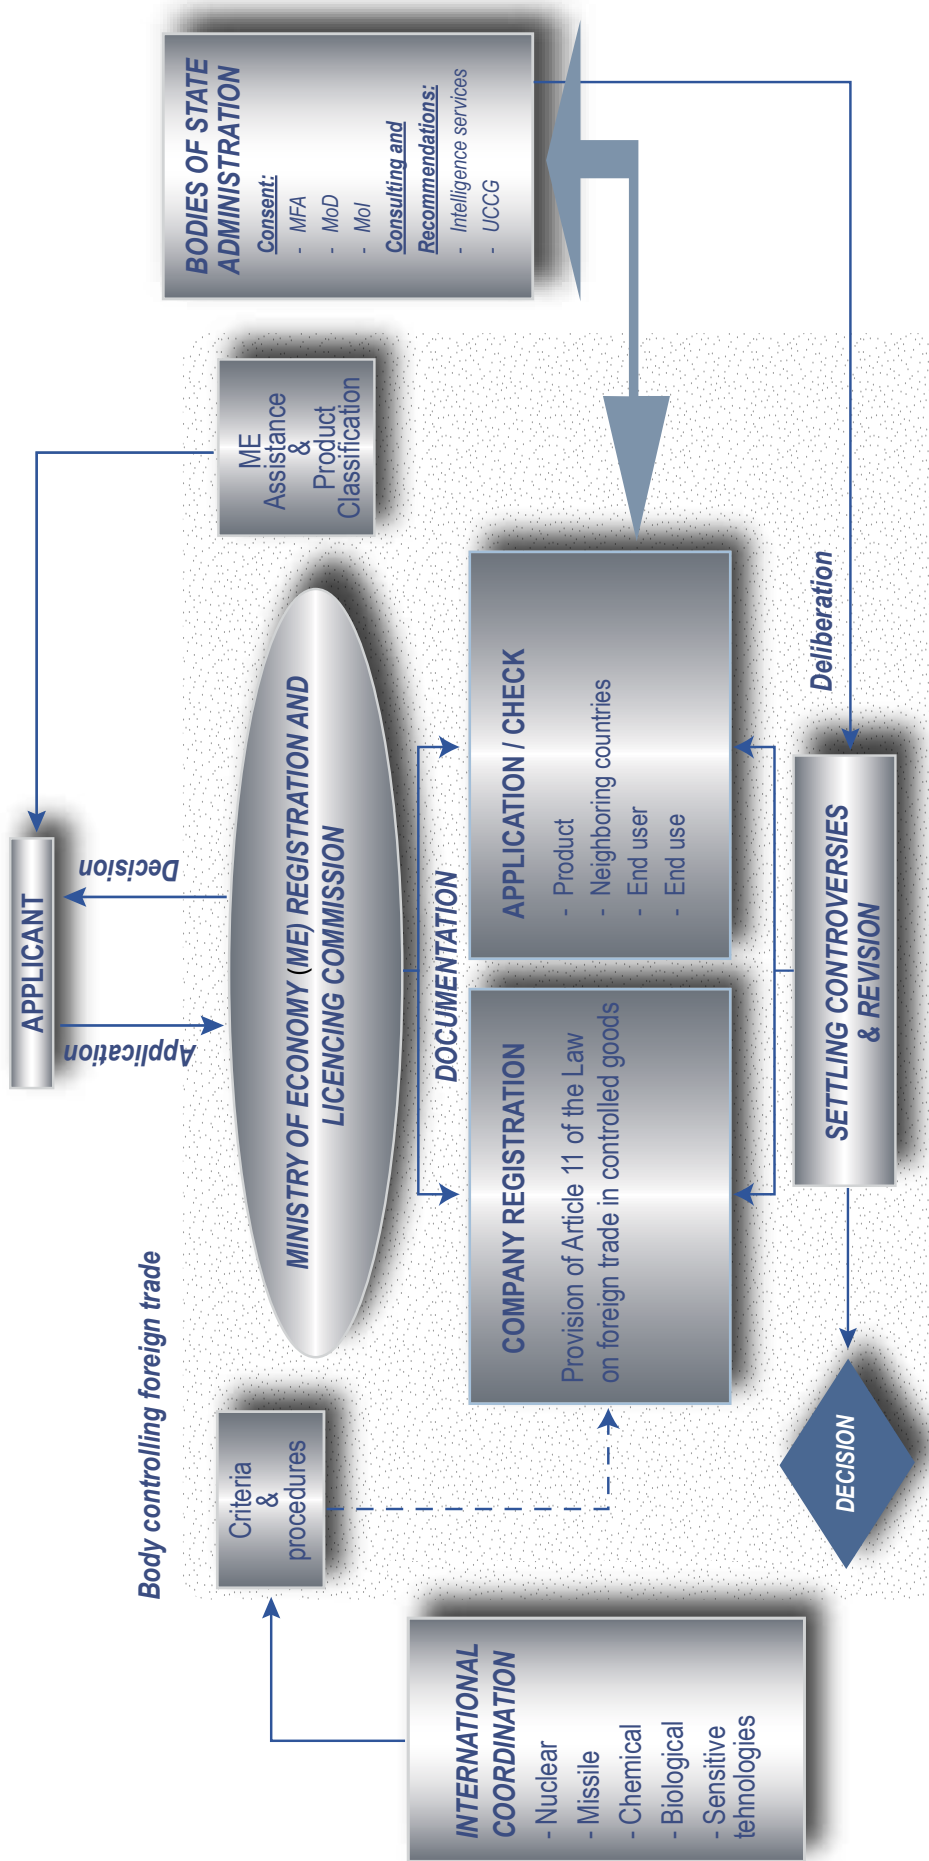 Body controlling foreign trade
APPLICANT
Application
Decision
MINISTRY OF ECONOMY (ME) REGISTRATION AND
LICENCING COMMISSION
ME
Assistance
&
Product
Classification
BODIES OF STATE
ADMINISTRATION
Consent:
- MFA
- MoD
- MoI
Consulting and
Recommendations:
- Intelligence services
- UCCG
Criteria
&
procedures
INTERNATIONAL
COORDINATION
- Nuclear
- Missile
- Chemical
- Biological
- Sensitive
tehnologies
DOCUMENTATION
COMPANY REGISTRATION
Provision of Article 11 of the Law
on foreign trade in controlled goods
APPLICATION / CHECK
- Product
- Neighboring countries
- End user
- End use
Deliberation
SETTLING CONTROVERSIES
& REVISION
DECISION